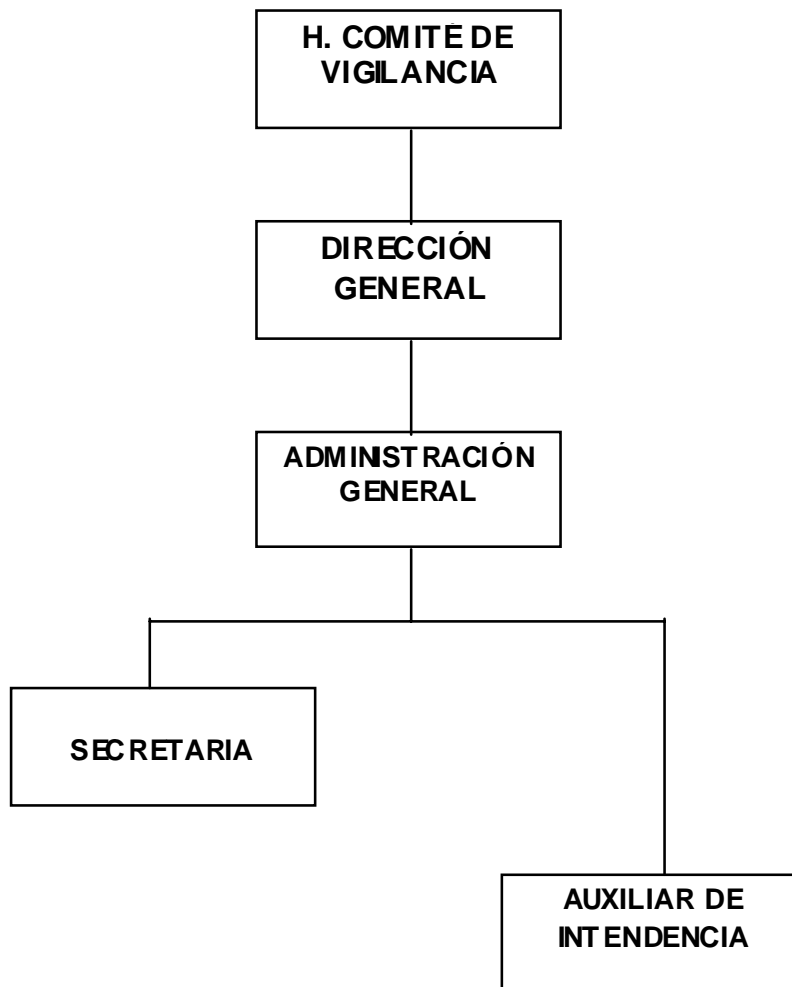 H. COMITÉ DE
VIGILANCIA
DIRECCIÓN
GENERAL
ADMINISTRACIÓN
GENERAL
SECRETARIA
AUXILIAR DE
INTENDENCIA